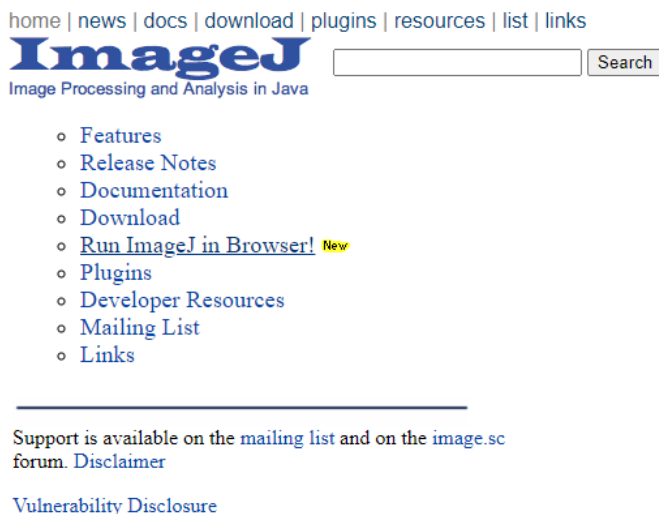 home | news | docs | download | plugins | resources | list | links
ImageJ
Search
Image Processing and Analysis in Java
Features
Release Notes
Documentation
Download
Run ImageJ in Browser! New
Plugins
Developer Resources
Mailing List
Links
Support is available on the mailing list and on the image.sc
forum. Disclaimer
Vulnerability Disclosure